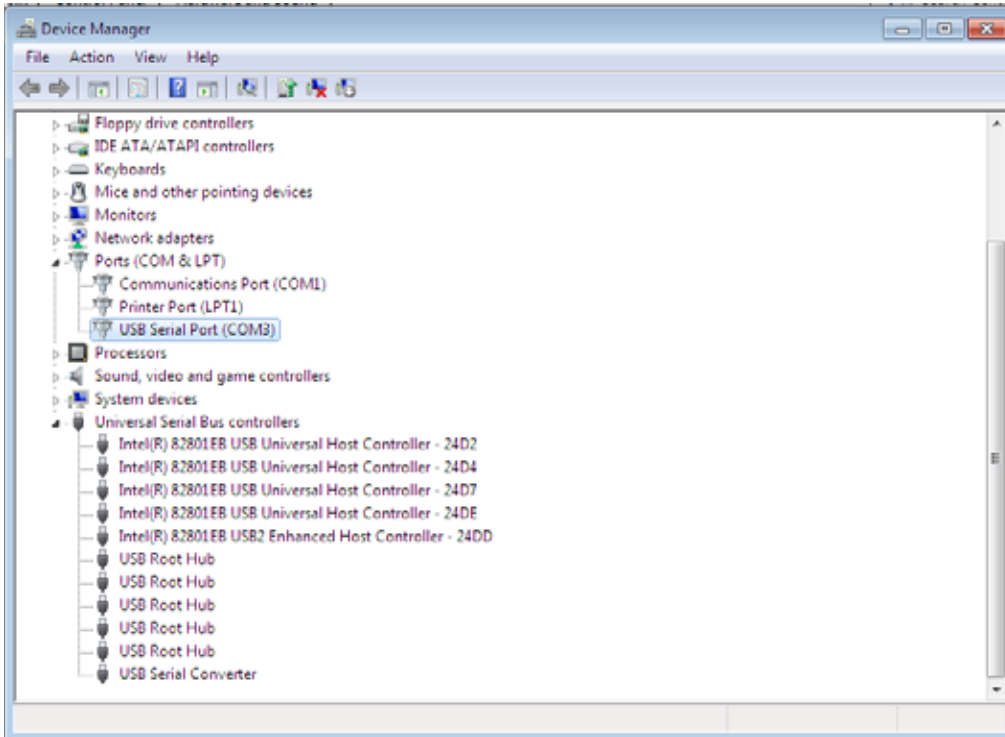 Device Manager
File Action View Help
Floppy drive controllers
IDE ATA/ATAPI controllers
Keyboards
Mice and other pointing devices
Monitors
Network adapters
Ports (COM & LPT)
Communications Port (COM1)
Printer Port (LPT1)
USB Serial Port (COM3)
Processors
Sound, video and game controllers
System devices
Universal Serial Bus controllers
Intel(R) 82801EB USB Universal Host Controller - 24D2
Intel(R) 82801EB USB Universal Host Controller - 24D4
Intel(R) 82801EB USB Universal Host Controller - 24D7
Intel(R) 82801EB USB Universal Host Controller - 24DE
Intel(R) 82801EB USB2 Enhanced Host Controller - 24DD
USB Root Hub
USB Root Hub
USB Root Hub
USB Root Hub
USB Root Hub
USB Serial Converter